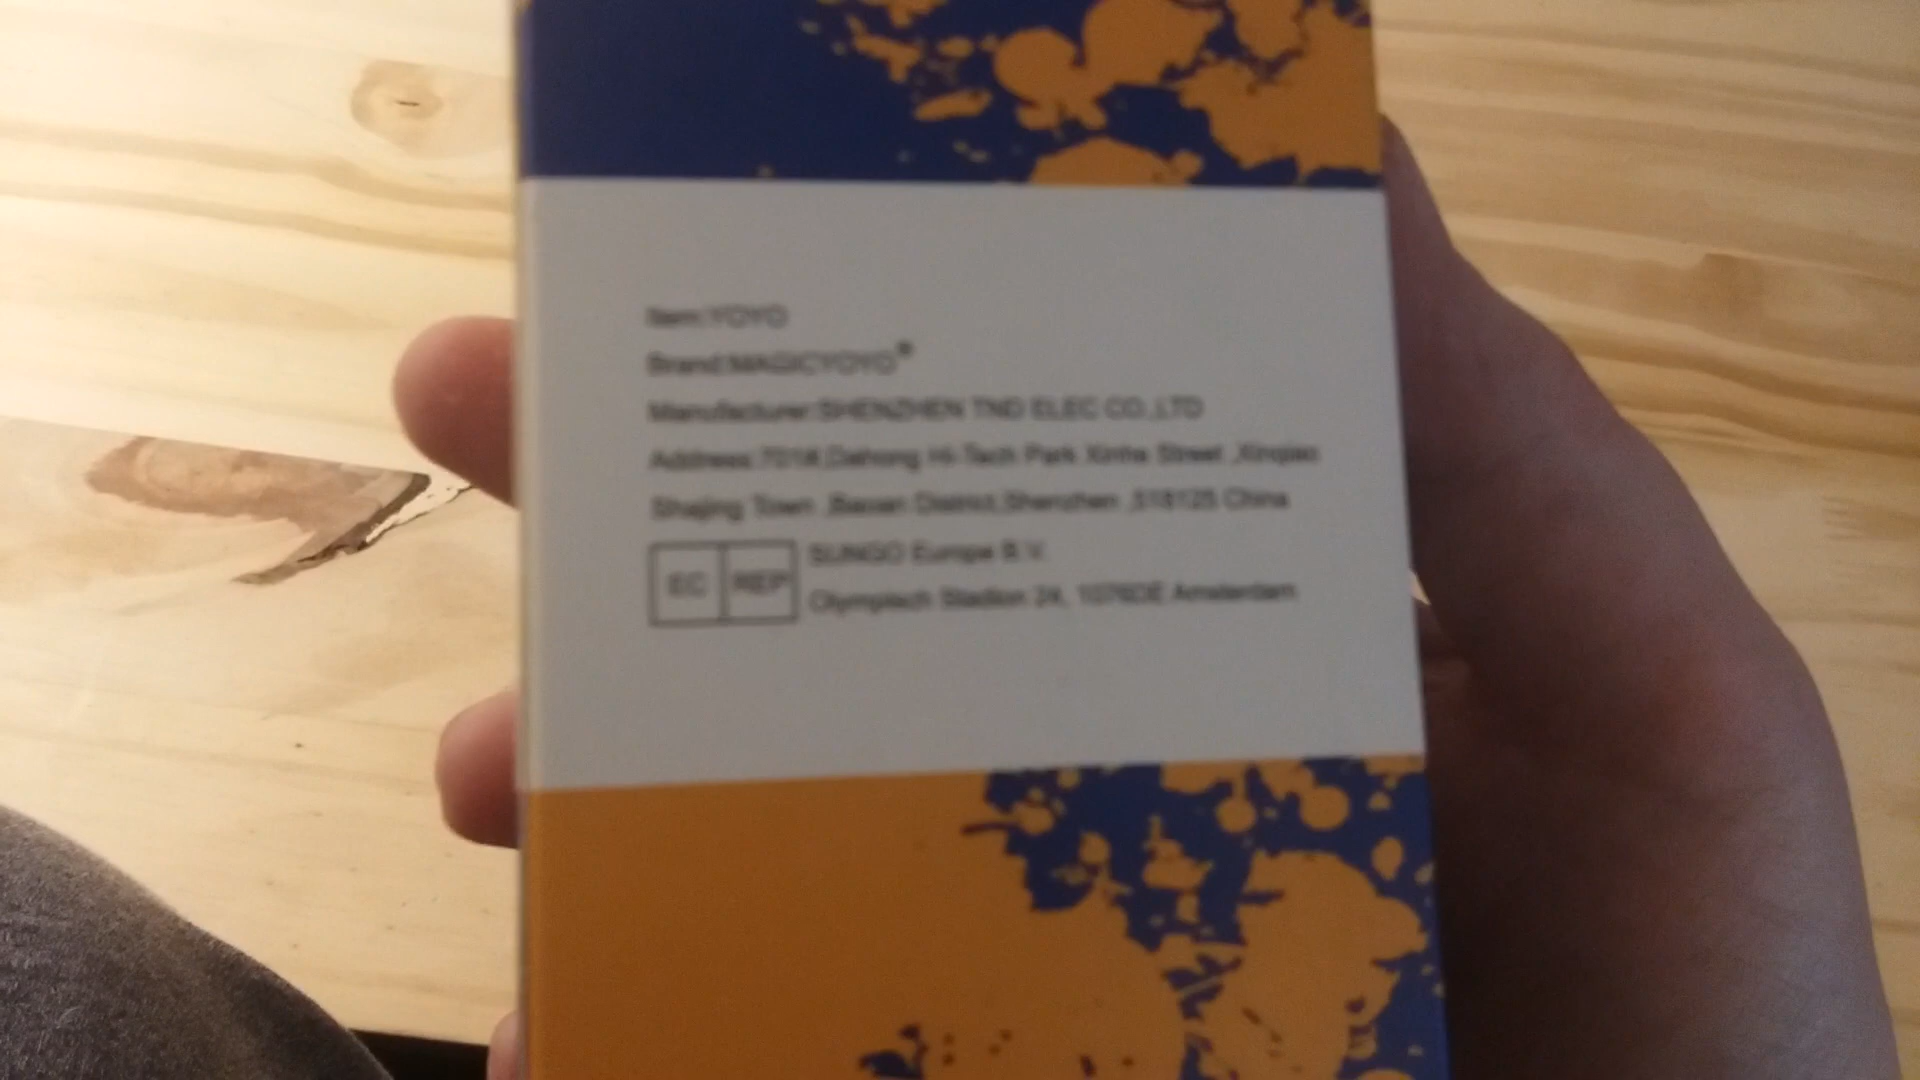 Item:YOYO
Brand:MAGICYOYO®
Manufacturer:SHENZHEN TND ELEC CO.,LTD
Address:701#,Dahong Hi-Tech Park Xinhe Street ,Xinqiao
Shajing Town ,Baoan District,Shenzhen ,518125 China
EC REP
SUNGO Europe B.V.
Olympisch Stadion 24, 1076DE Amsterdam